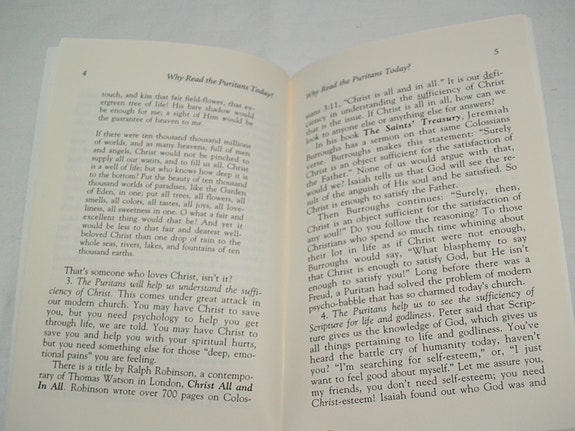 4
Why Read the Puritans Today?
touch, and kiss that fair field-flower, that ev-
ergreen tree of life! His bare shadow would
be enough for me; a sight of Him would be
the guarantee of heaven to me.
If there were ten thousand thousand millions
of worlds, and as many heavens, full of men
and angels, Christ would not be pinched to
supply all our wants, and to fill us all. Christ
is a well of life; but who knows how deep it is
to the bottom? Put the beauty of ten thousand
thousand worlds of paradises, like the Garden
of Eden, in one; put all trees, all flowers, all
smells, all colors, all tastes, all joys, all love-
liness, all sweetness in one. O what a fair and
excellent thing would that be! And yet it
would be less to that fair and dearest well-
beloved Christ than one drop of rain to the
whole seas, rivers, lakes, and fountains of ten
thousand earths.
That's someone who loves Christ, isn't it?
3. The Puritans will help us understand the suffi-
ciency of Christ. This comes under great attack in
our modern church. You may have Christ to save
you, but you need psychology to help you get
through life, we are told. You may have Christ to
save you and help you with your spiritual hurts,
but you need something else for those "deep, emo-
tional pains" you are feeling.
There is a title by Ralph Robinson, a contempo-
rary of Thomas Watson in London, Christ All and
In All. Robinson wrote over 700 pages on Colos-
Why Read the Puritans Today?
5
sians 3:11, "Christ is all and in all." It is our defi-
ciency in understanding the sufficiency of Christ
that is the issue. If Christ is all in all, how can we
look to anyone else or anything else for answers?
In his book The Saints' Treasury, Jeremiah
Burroughs has a sermon on that same Colossians
verse. Burroughs makes this statement: "Surely
Christ is an object sufficient for the satisfaction of
the Father." None of us would argue with that,
would we? Isaiah tells us that God will see the re-
sult of the anguish of His soul and be satisfied. So
Christ is enough to satisfy the Father.
Then Burroughs continues: "Surely, then,
Christ is an object sufficient for the satisfaction of
any soul!" Do you follow the reasoning? To those
Christians who spend so much time whining about
their lot in life as if Christ were not enough,
Burroughs would say, "What blasphemy to say
that Christ is enough to satisfy God, but He isn't
enough to satisfy you!" Long before there was a
Freud, a Puritan had solved the problem of modern
psycho-babble that has so churned today's church.
4. The Puritans help us to see the sufficiency of
Scripture for life and godliness. Peter said that Scrip-
ture gives us the knowledge of God, which gives us
all things pertaining to life and godliness. You've
heard the battle cry of humanity today, haven't
you? "I'm searching for self-esteem," or, "I just
want to feel good about myself." Let me assure you,
my friends, you don't need self-esteem; you need
Christ-esteem! Isaiah found out who God was and